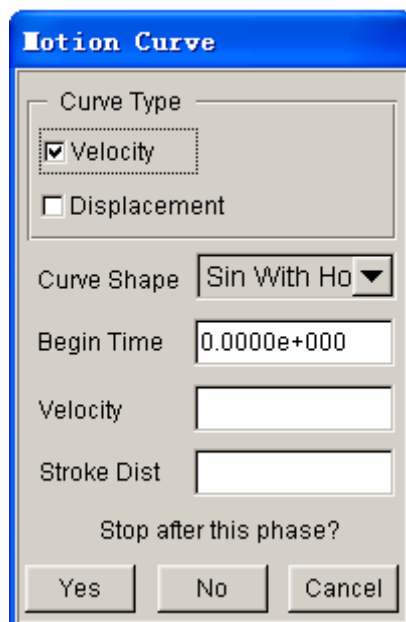 Motion Curve
Curve Type
Velocity
Displacement
Curve Shape Sin With Ho
Begin Time 0.0000e+000
Velocity
Stroke Dist
Stop after this phase?
Yes No Cancel